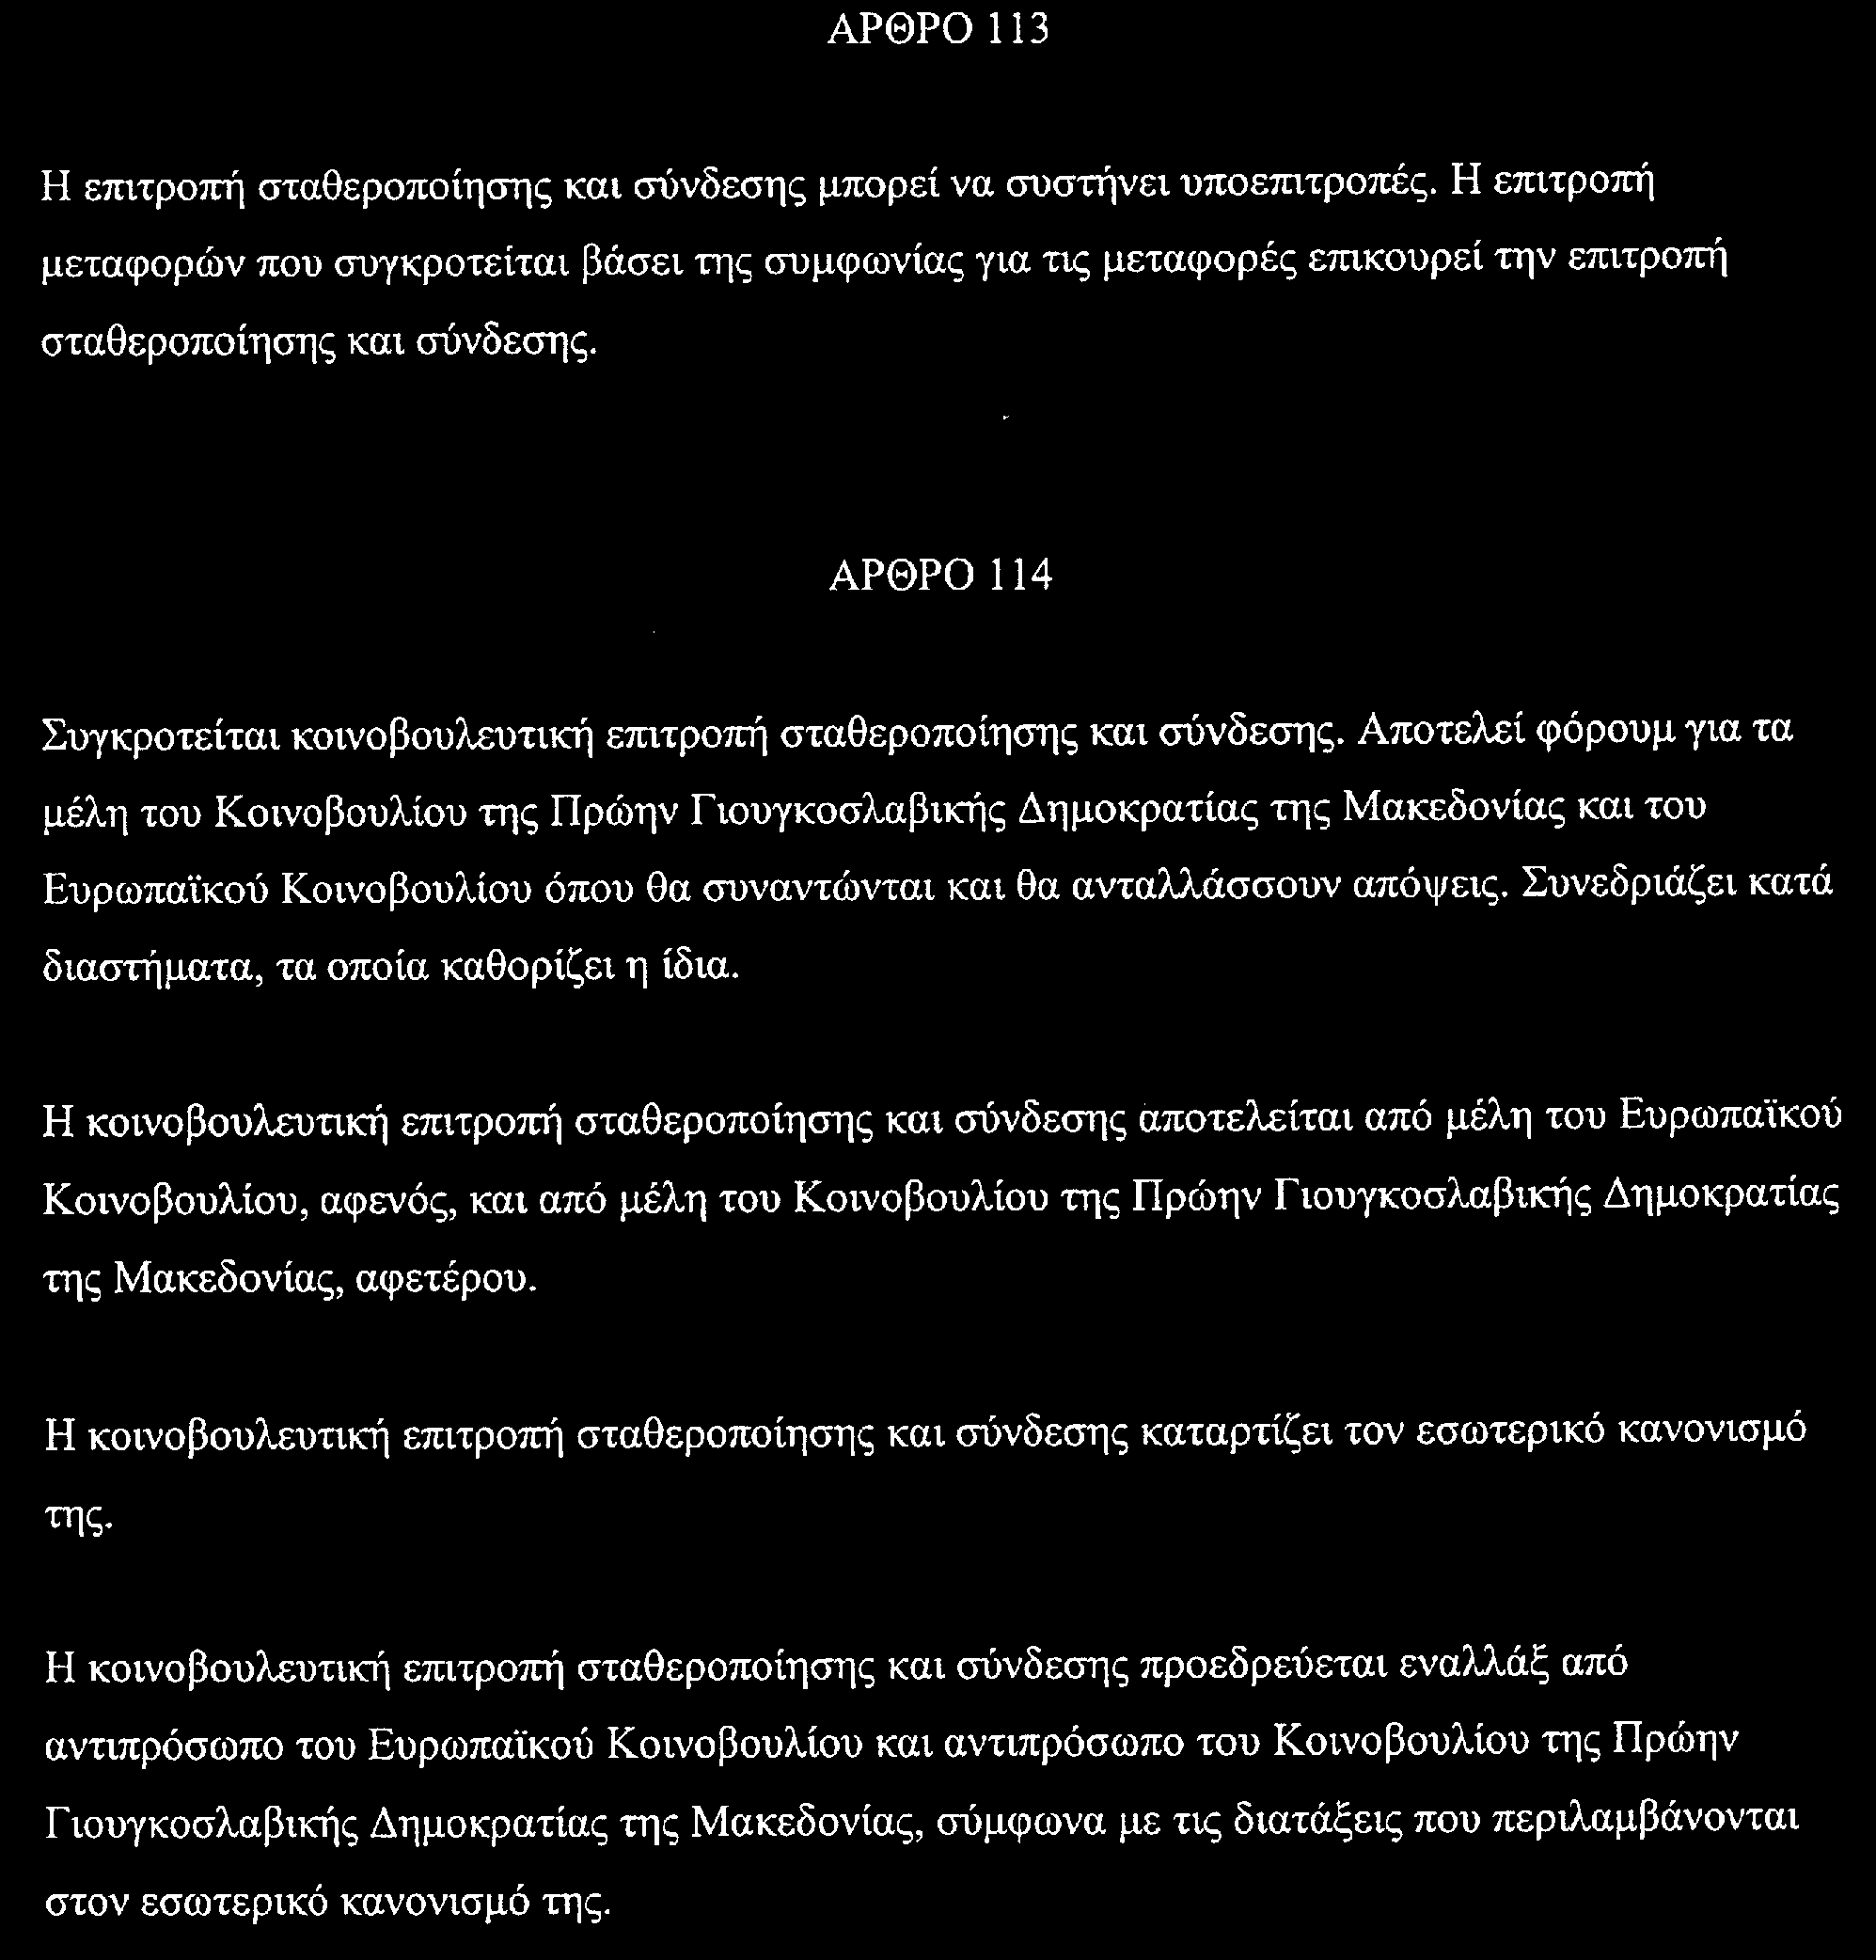 ΑΡΘΡΟ 113
Η επιτροπή σταθεροποίησης και σύνδεσης μπορεί να συστήνει υποεπιτροπές. Η επιτροπή
μεταφορών που συγκροτείται βάσει της συμφωνίας για τις μεταφορές επικουρεί την επιτροπή
σταθεροποίησης και σύνδεσης.
ΑΡΘΡΟ 114
Συγκροτείται κοινοβουλευτική επιτροπή σταθεροποίησης και σύνδεσης. Αποτελεί φόρουμ για τα
μέλη του Κοινοβουλίου της Πρώην Γιουγκοσλαβικής Δημοκρατίας της Μακεδονίας και του
Ευρωπαϊκού Κοινοβουλίου όπου θα συναντώνται και θα ανταλλάσσουν απόψεις. Συνεδριάζει κατά
διαστήματα, τα οποία καθορίζει η ίδια.
Η κοινοβουλευτική επιτροπή σταθεροποίησης και σύνδεσης αποτελείται από μέλη του Ευρωπαϊκού
Κοινοβουλίου, αφενός, και από μέλη του Κοινοβουλίου της Πρώην Γιουγκοσλαβικής Δημοκρατίας
της Μακεδονίας, αφετέρου.
Η κοινοβουλευτική επιτροπή σταθεροποίησης και σύνδεσης καταρτίζει τον εσωτερικό κανονισμό
της.
Η κοινοβουλευτική επιτροπή σταθεροποίησης και σύνδεσης προεδρεύεται εναλλάξ από
αντιπρόσωπο του Ευρωπαϊκού Κοινοβουλίου και αντιπρόσωπο του Κοινοβουλίου της Πρώην
Γιουγκοσλαβικής Δημοκρατίας της Μακεδονίας, σύμφωνα με τις διατάξεις που περιλαμβάνονται
στον εσωτερικό κανονισμό της.